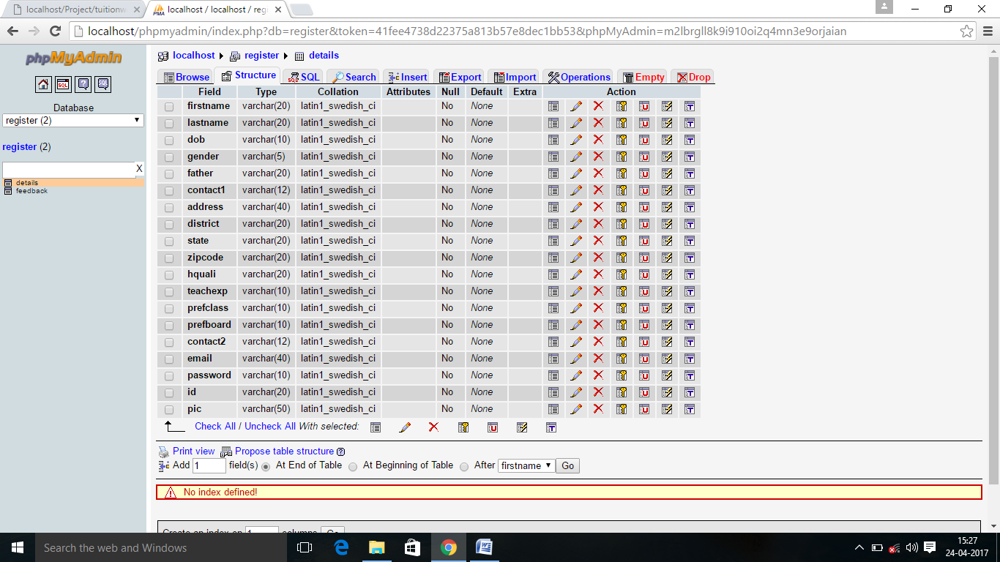 localhost/Project/tuitionw
localhost / localhost / regi
localhost/phpmyadmin/index.php?db=register&token=41fee4738d22375a813b57e8dec1bb53&phpMyAdmin=m2lbrgll8k9i910oi2q4mn3e9orjaian
phpMyAdmin
Database
register (2)
register (2)
X
details
feedback
localhost register details
Browse Structure SQL Search Insert Export Import Operations Empty Drop
Field Type Collation Attributes Null Default Extra Action
firstname varchar(20) latin1_swedish_ci No None
lastname varchar(20) latin1_swedish_ci No None
dob varchar(10) latin1_swedish_ci No None
gender varchar(5) latin1_swedish_ci No None
father varchar(20) latin1_swedish_ci No None
contact1 varchar(12) latin1_swedish_ci No None
address varchar(40) latin1_swedish_ci No None
district varchar(20) latin1_swedish_ci No None
state varchar(20) latin1_swedish_ci No None
zipcode varchar(20) latin1_swedish_ci No None
hquali varchar(20) latin1_swedish_ci No None
teachexp varchar(10) latin1_swedish_ci No None
prefclass varchar(10) latin1_swedish_ci No None
prefboard varchar(10) latin1_swedish_ci No None
contact2 varchar(12) latin1_swedish_ci No None
email varchar(40) latin1_swedish_ci No None
password varchar(10) latin1_swedish_ci No None
id varchar(20) latin1_swedish_ci No None
pic varchar(50) latin1_swedish_ci No None
Check All / Uncheck All With selected:
Print view Propose table structure
Add 1 field(s) At End of Table At Beginning of Table After firstname Go
No index defined!
Create an index on 1 columns Go
Search the web and Windows
15:27
24-04-2017